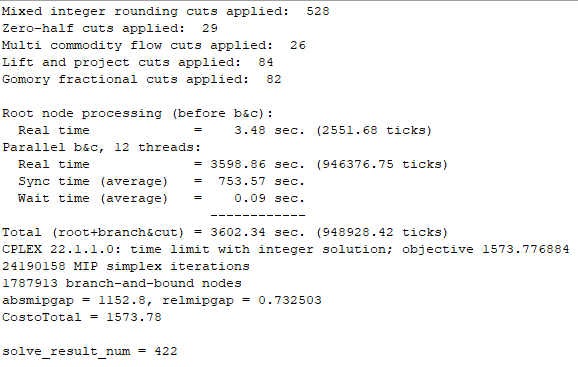 Mixed integer rounding cuts applied:  528
Zero-half cuts applied:  29
Multi commodity flow cuts applied:  26
Lift and project cuts applied:  84
Gomory fractional cuts applied:  82
Root node processing (before b&c):
  Real time             =    3.48 sec. (2551.68 ticks)
Parallel b&c, 12 threads:
  Real time             = 3598.86 sec. (946376.75 ticks)
  Sync time (average)   =  753.57 sec.
  Wait time (average)   =    0.09 sec.
                          ------------
Total (root+branch&cut) = 3602.34 sec. (948928.42 ticks)
CPLEX 22.1.1.0: time limit with integer solution; objective 1573.776884
24190158 MIP simplex iterations
1787913 branch-and-bound nodes
absmipgap = 1152.8, relmipgap = 0.732503
CostoTotal = 1573.78
solve_result_num = 422